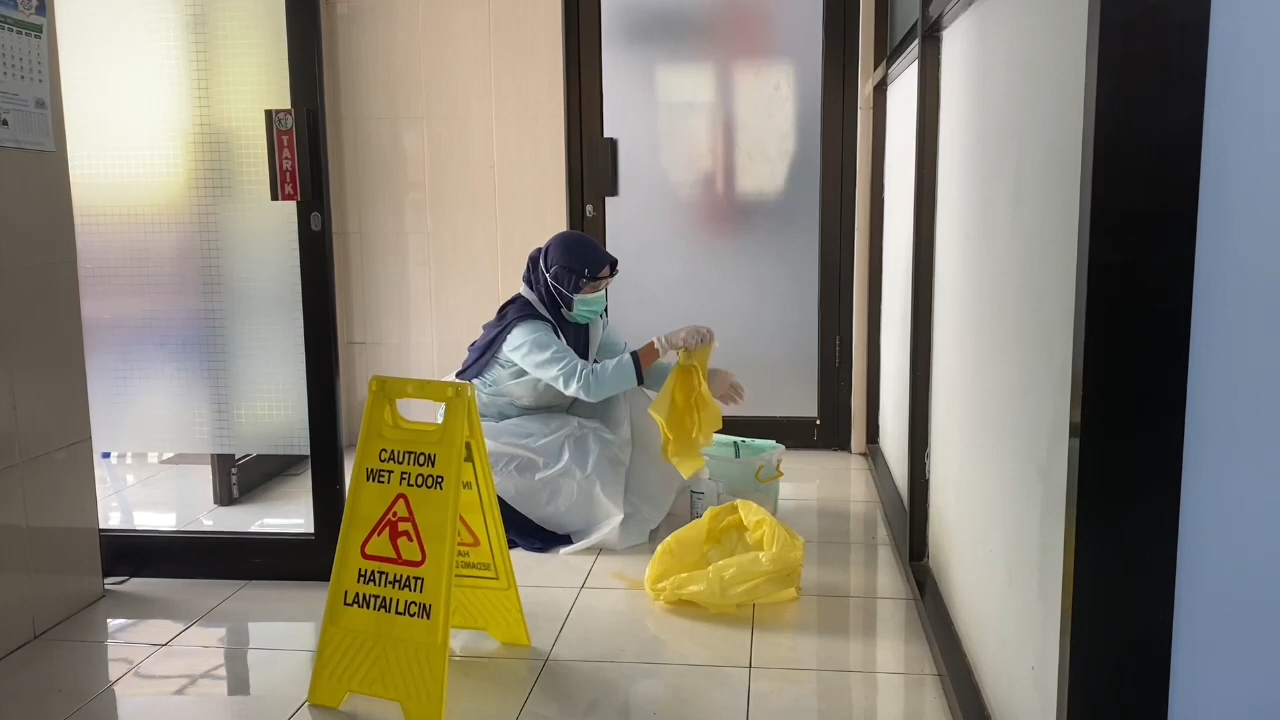 TARIK
CAUTION
WET FLOOR
HATI-HATI
LANTAI LICIN